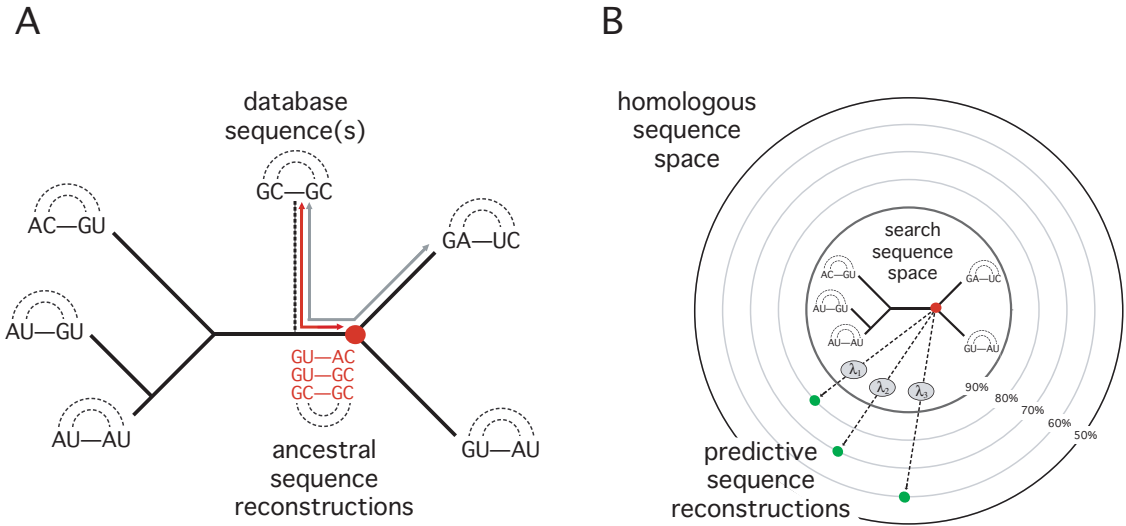 A
database
sequence(s)
GC—GC
AC—GU
GA—UC
AU—GU
GU—AC
GU—GC
GC—GC
AU—AU
GU—AU
ancestral
sequence
reconstructions
B
homologous
sequence
space
search
sequence
space
AC—GU
GA—UC
AU—GU
AU—AU
GU—AU
λ1
λ2
λ3
90%
80%
70%
60%
50%
predictive
sequence
reconstructions